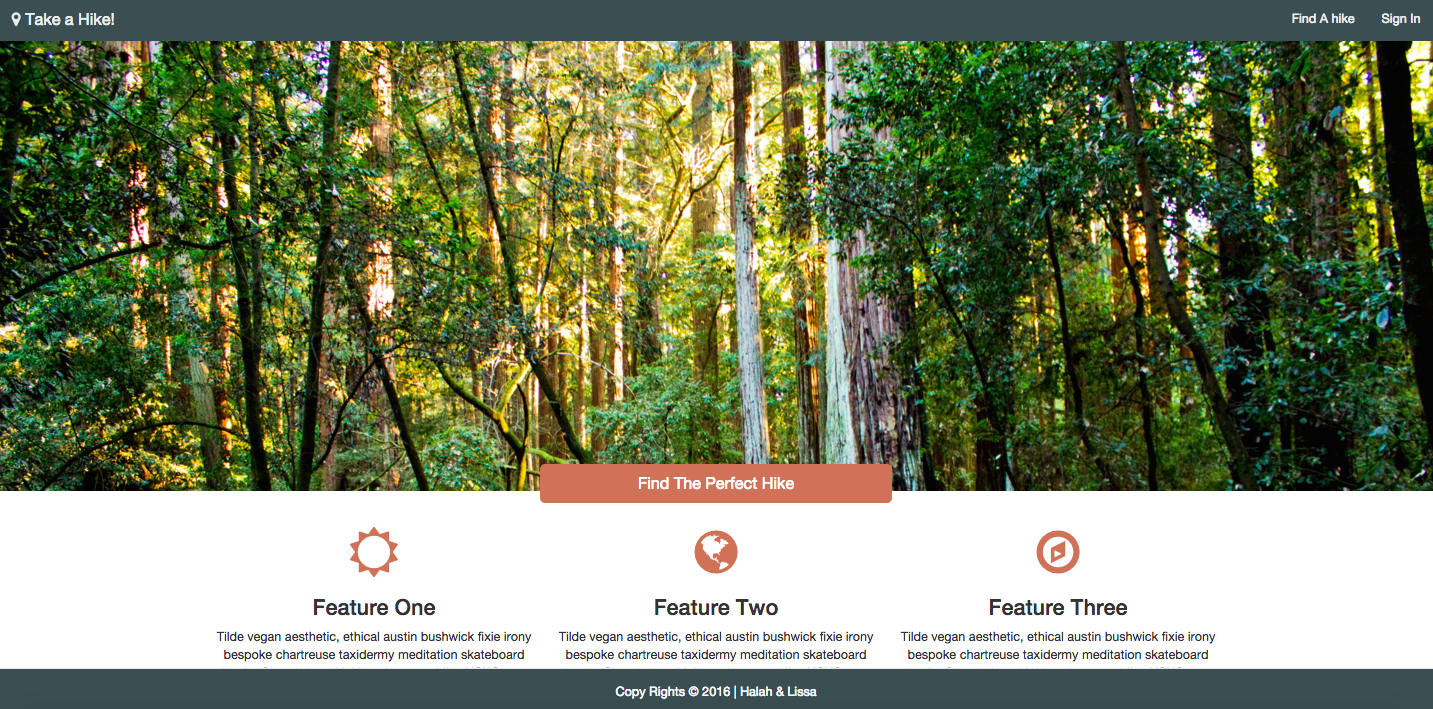 Take a Hike!
Find A hike
Sign In
Find The Perfect Hike
Feature One
Tilde vegan aesthetic, ethical austin bushwick fixie irony
bespoke chartreuse taxidermy meditation skateboard
Feature Two
Tilde vegan aesthetic, ethical austin bushwick fixie irony
bespoke chartreuse taxidermy meditation skateboard
Feature Three
Tilde vegan aesthetic, ethical austin bushwick fixie irony
bespoke chartreuse taxidermy meditation skateboard
Copy Rights © 2016 | Halah & Lissa